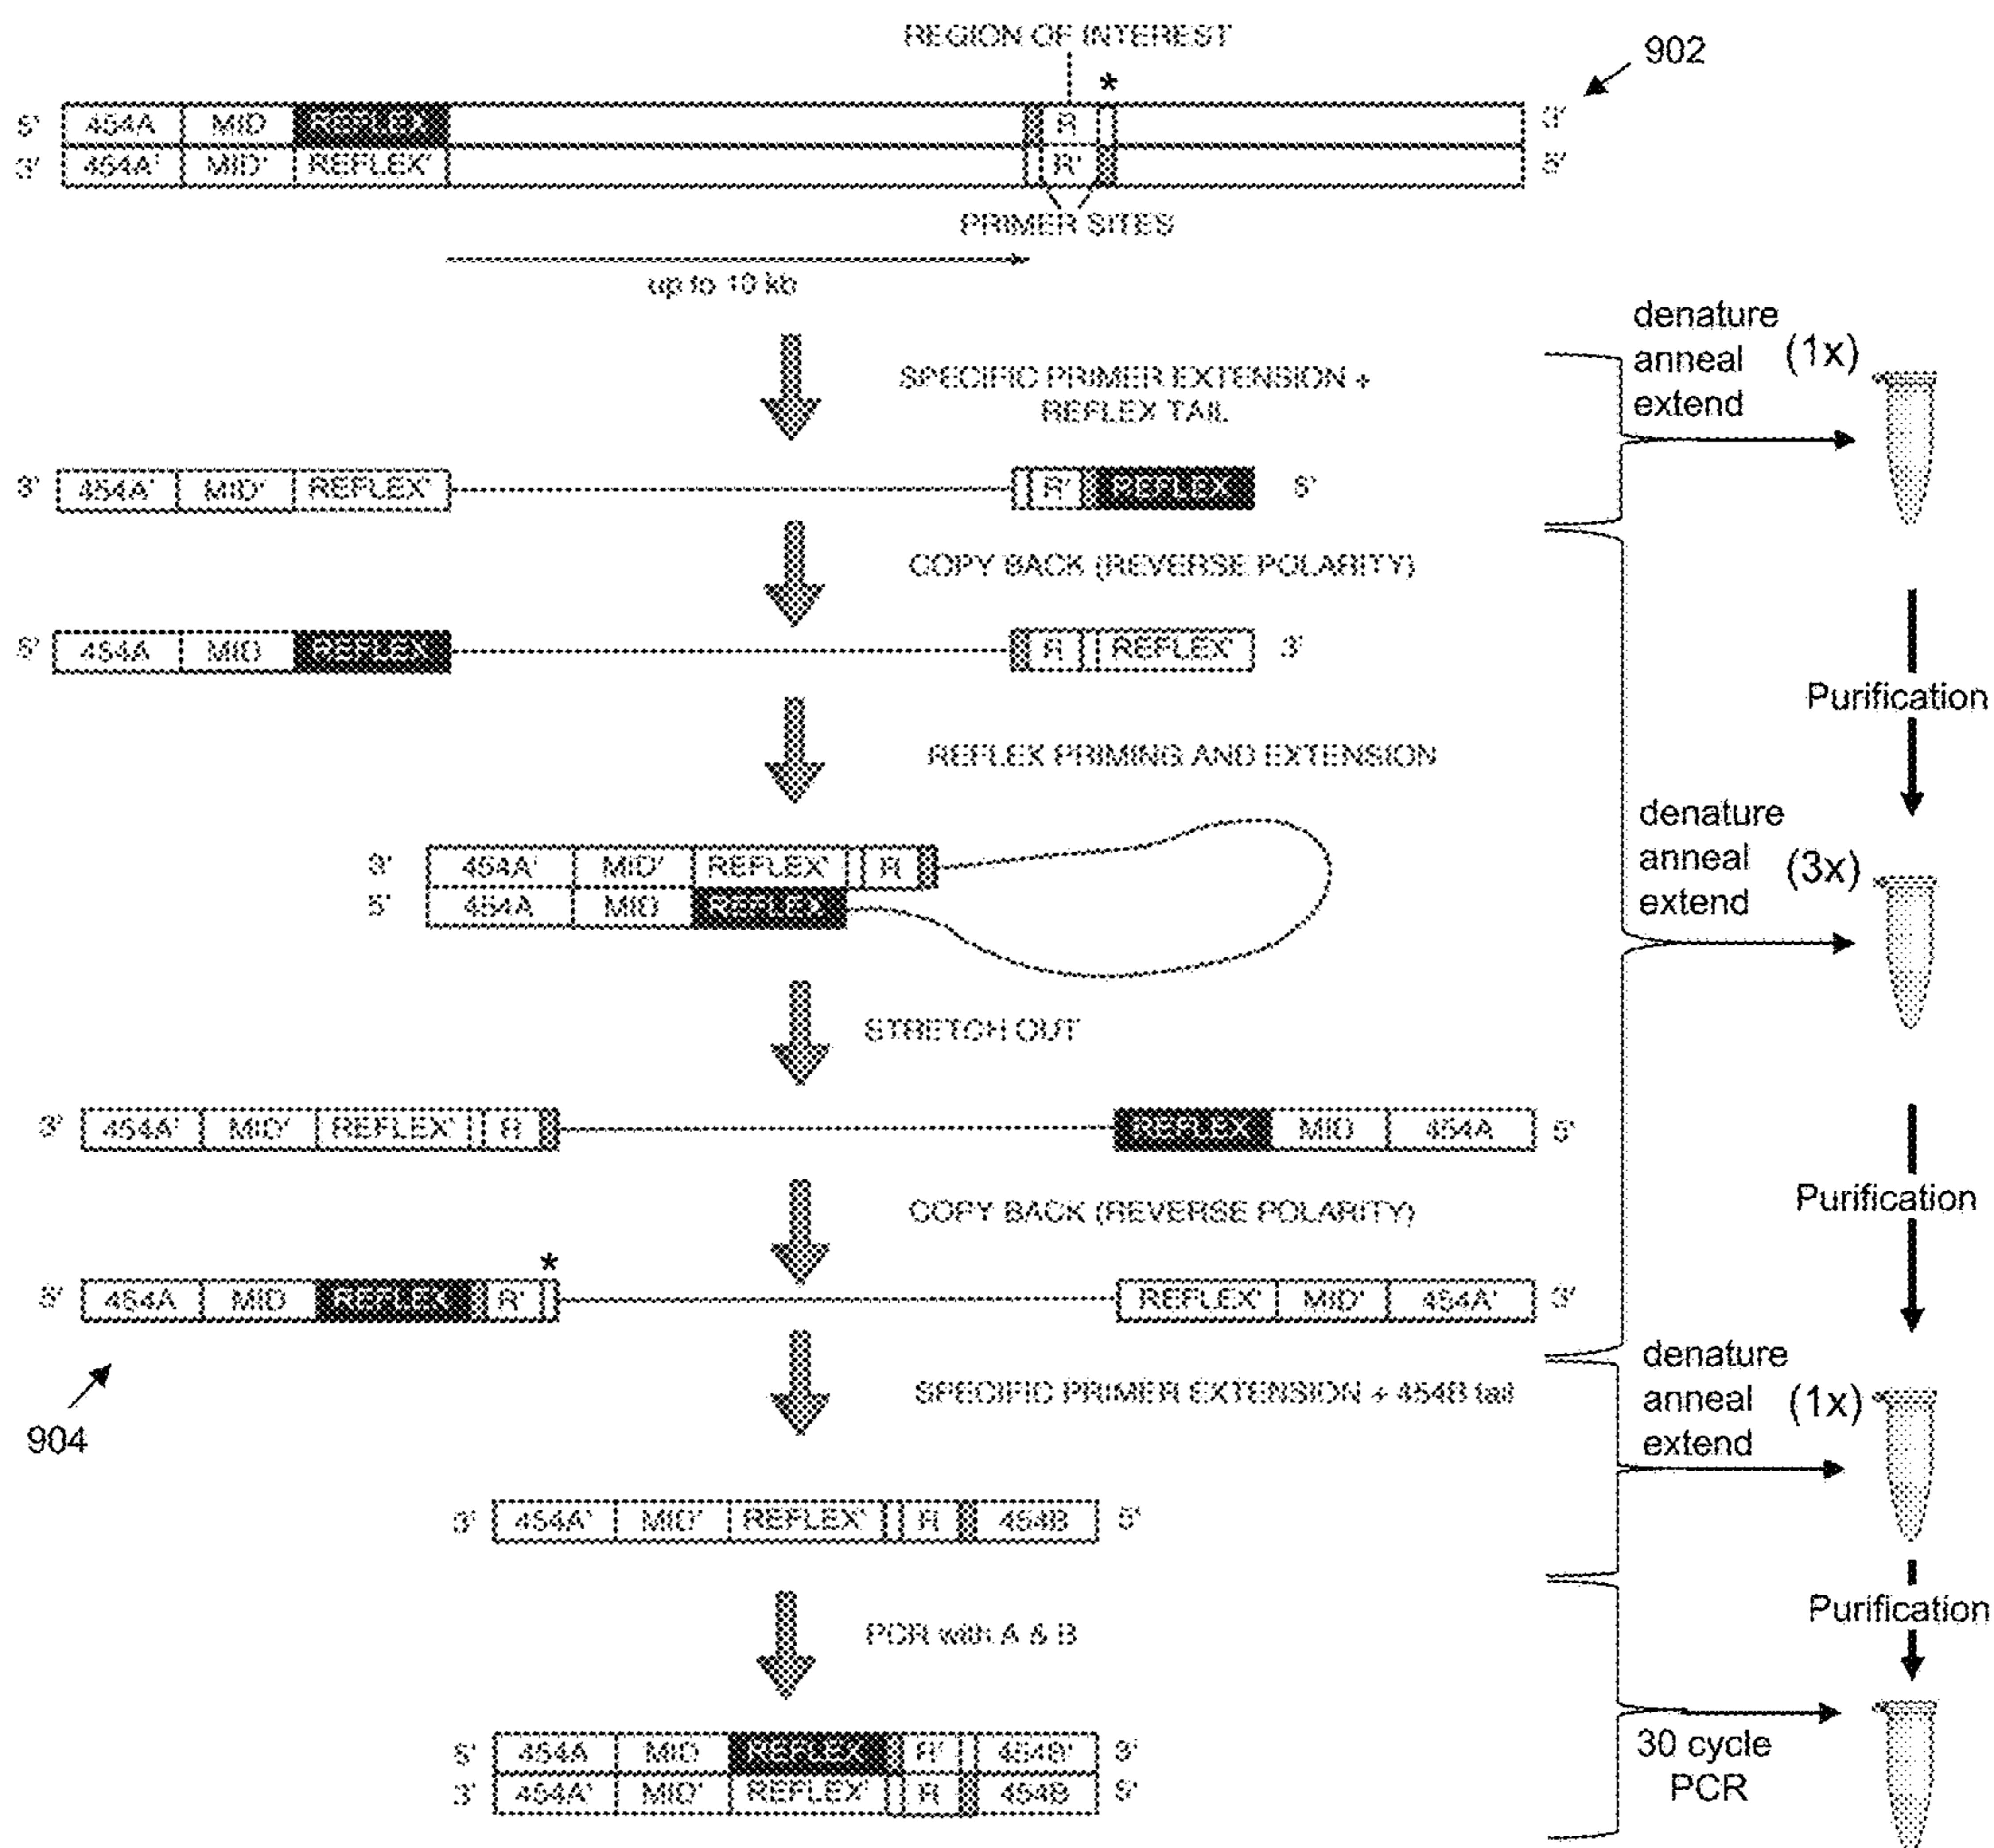 REGION OF INTEREST
902
*
5' 454A MID REFLEX R 3'
3' 454A' MID' REFLEX' R' 5'
PRIMER SITES
up to 10 kb
denature
anneal (1x)
extend
SPECIFIC PRIMER EXTENSION +
REFLEX TAIL
3' 454A' MID' REFLEX' R' REFLEX 5'
COPY BACK (REVERSE POLARITY)
5' 454A MID REFLEX R REFLEX' 3'
Purification
REFLEX PRIMING AND EXTENSION
denature
anneal (3x)
extend
3' 454A' MID' REFLEX' R
5' 454A MID REFLEX
STRETCH OUT
3' 454A' MID' REFLEX' R REFLEX MID 454A 5'
Purification
COPY BACK (REVERSE POLARITY)
*
5' 454A MID REFLEX R' REFLEX' MID' 454A' 3'
904
denature
anneal (1x)
extend
SPECIFIC PRIMER EXTENSION + 454B tail
3' 454A' MID' REFLEX' R 454B 5'
Purification
PCR with A & B
30 cycle
PCR
5' 454A MID REFLEX R' 454B' 3'
3' 454A' MID' REFLEX' R 454B 5'